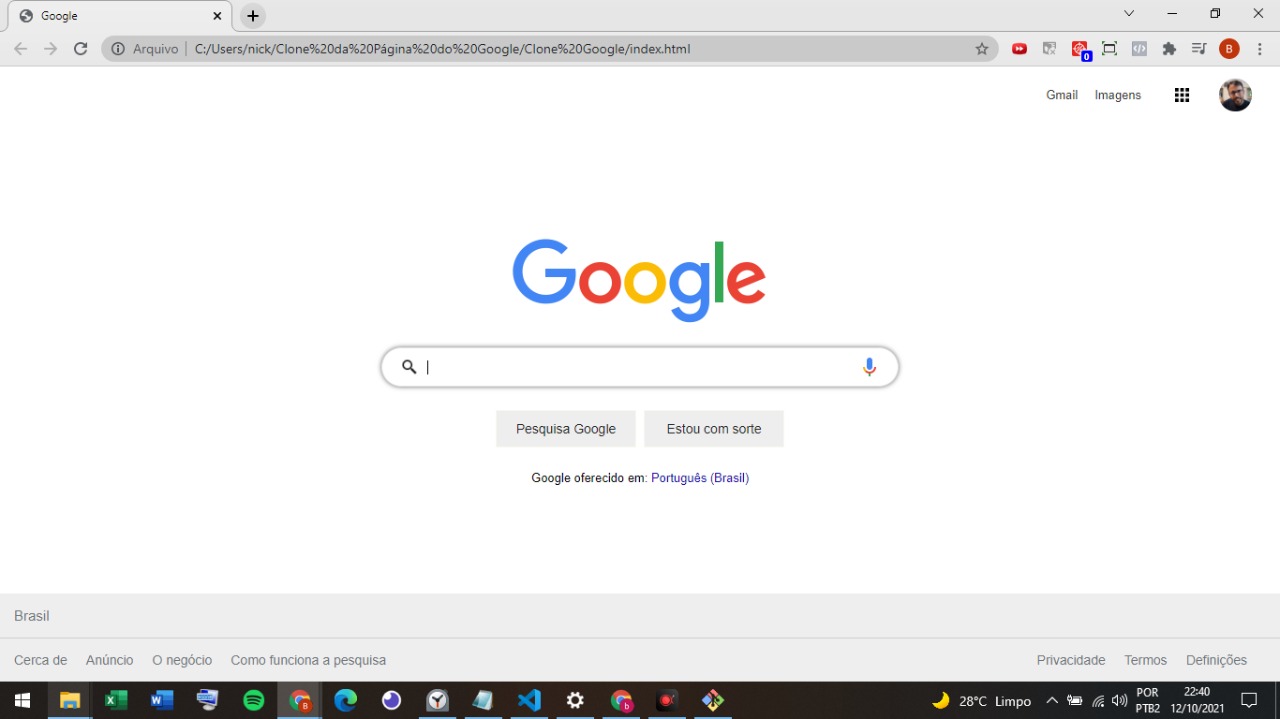 Google
Arquivo C:/Users/nick/Clone%20da%20Página%20do%20Google/Clone%20Google/index.html
0
B
Gmail Imagens
Google
Pesquisa Google Estou com sorte
Google oferecido em: Português (Brasil)
Brasil
Cerca de Anúncio O negócio Como funciona a pesquisa Privacidade Termos Definições
28°C Limpo
POR
PTB2
22:40
12/10/2021